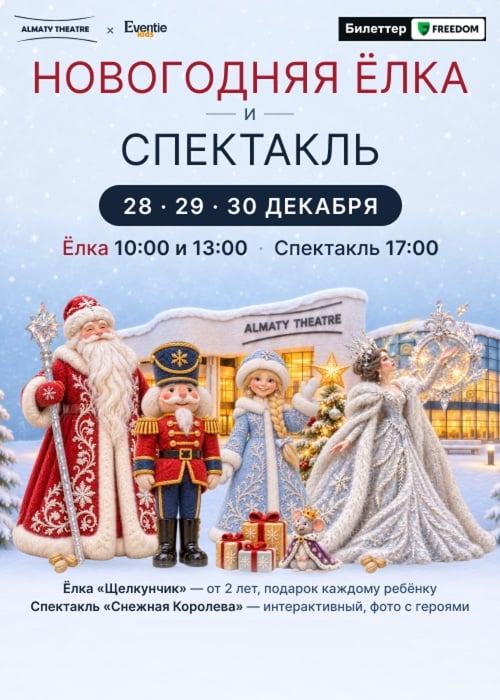 ALMATY THEATRE × Eventie kids
Билеттер FREEDOM
НОВОГОДНЯЯ ЁЛКА
и
СПЕКТАКЛЬ
28 · 29 · 30 ДЕКАБРЯ
Ёлка 10:00 и 13:00 · Спектакль 17:00
ALMATY THEATRE
Ёлка «Щелкунчик» — от 2 лет, подарок каждому ребёнку
Спектакль «Снежная Королева» — интерактивный, фото с героями